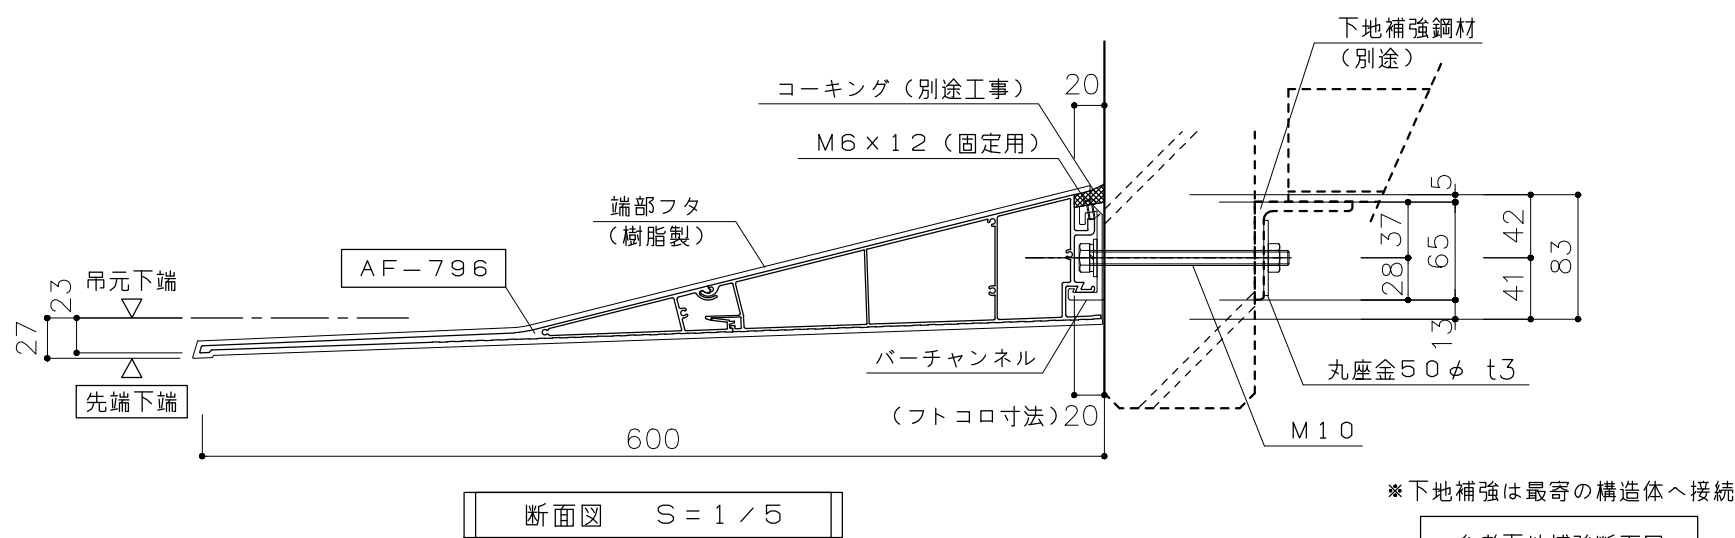 下地補強鋼材
（別途）
コーキング（別途工事）
20
M6×12（固定用）
端部フタ
（樹脂製）
AF－796
吊元下端
23
27
先端下端
バーチャンネル
（フトコロ寸法）20
600
5
37
28
65
13
42
41
83
丸座金50φ t3
M10
断面図 S＝1／5
※下地補強は最寄の構造体へ接続